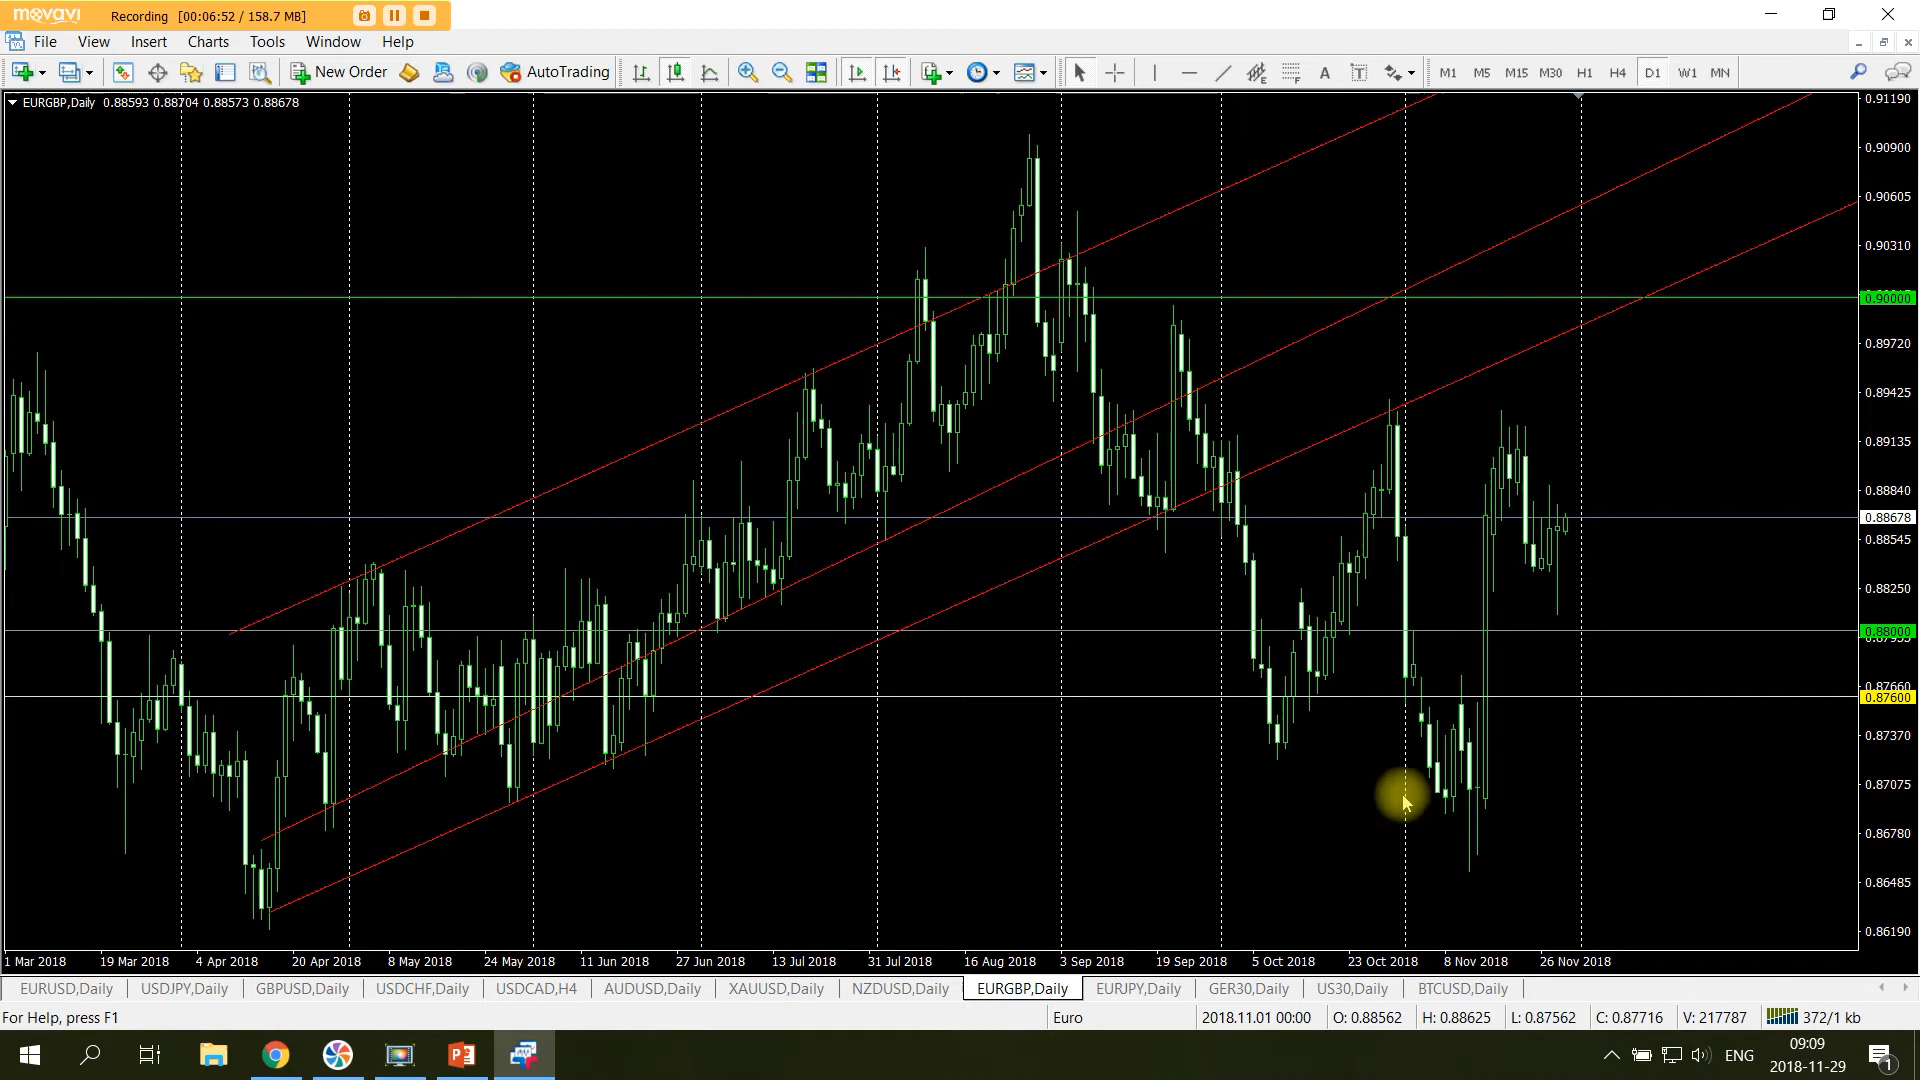 movavi Recording [00:06:52 / 158.7 MB]
File View Insert Charts Tools Window Help
New Order AutoTrading A T M1 M5 M15 M30 H1 H4 D1 W1 MN
EURGBP,Daily 0.88593 0.88704 0.88573 0.88678
0.91190
0.90900
0.90605
0.90310
0.90000
0.89720
0.89425
0.89135
0.88840
0.88678
0.88545
0.88250
0.88000
0.87955
0.87660
0.87600
0.87370
0.87075
0.86780
0.86485
0.86190
1 Mar 2018 19 Mar 2018 4 Apr 2018 20 Apr 2018 8 May 2018 24 May 2018 11 Jun 2018 27 Jun 2018 13 Jul 2018 31 Jul 2018 16 Aug 2018 3 Sep 2018 19 Sep 2018 5 Oct 2018 23 Oct 2018 8 Nov 2018 26 Nov 2018
EURUSD,Daily USDJPY,Daily GBPUSD,Daily USDCHF,Daily USDCAD,H4 AUDUSD,Daily XAUUSD,Daily NZDUSD,Daily EURGBP,Daily EURJPY,Daily GER30,Daily US30,Daily BTCUSD,Daily
For Help, press F1 Euro 2018.11.01 00:00 O: 0.88562 H: 0.88625 L: 0.87562 C: 0.87716 V: 217787 372/1 kb
ENG 09:09
2018-11-29 1